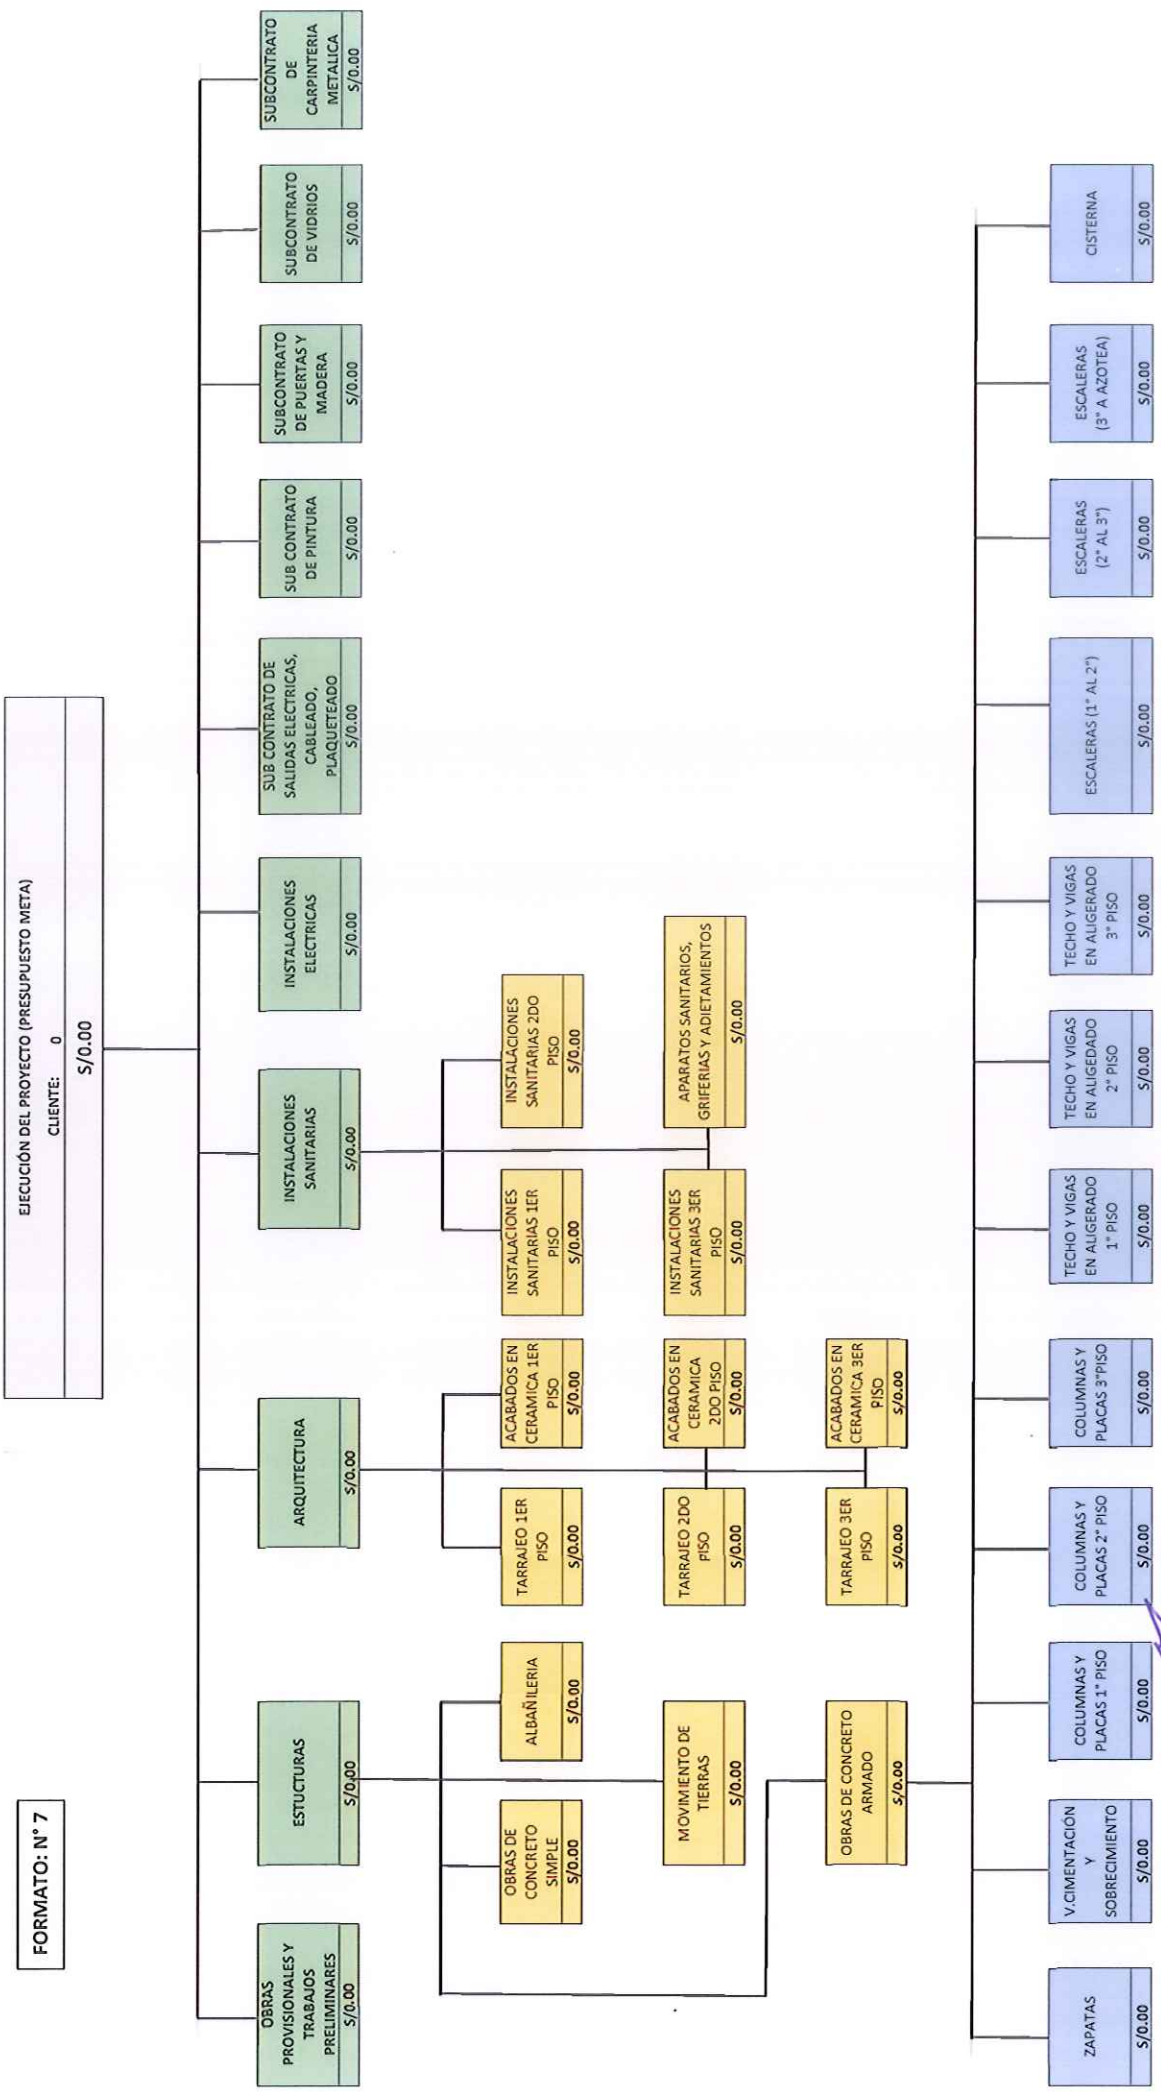 FORMATO: N° 7
EJECUCIÓN DEL PROYECTO (PRESUPUESTO META)
CLIENTE: 0
S/0.00
OBRAS
PROVISIONALES Y
TRABAJOS
PRELIMINARES
S/0.00
ESTUCTURAS
S/0.00
ARQUITECTURA
S/0.00
INSTALACIONES
SANITARIAS
S/0.00
INSTALACIONES
ELECTRICAS
S/0.00
SUB CONTRATO DE
SALIDAS ELECTRICAS,
CABLEADO,
PLAQUETEADO
S/0.00
SUB CONTRATO
DE PINTURA
S/0.00
SUBCONTRATO
DE PUERTAS Y
MADERA
S/0.00
SUBCONTRATO
DE VIDRIOS
S/0.00
SUBCONTRATO
DE
CARPINTERIA
METALICA
S/0.00
OBRAS DE
CONCRETO
SIMPLE
S/0.00
ALBAÑILERIA
S/0.00
TARRAJEO 1ER
PISO
S/0.00
ACABADOS EN
CERAMICA 1ER
PISO
S/0.00
INSTALACIONES
SANITARIAS 1ER
PISO
S/0.00
INSTALACIONES
SANITARIAS 2DO
PISO
S/0.00
MOVIMIENTO DE
TIERRAS
S/0.00
TARRAJEO 2DO
PISO
S/0.00
ACABADOS EN
CERAMICA
2DO PISO
S/0.00
INSTALACIONES
SANITARIAS 3ER
PISO
S/0.00
APARATOS SANITARIOS,
GRIFERIAS Y ADIETAMIENTOS
S/0.00
OBRAS DE CONCRETO
ARMADO
S/0.00
TARRAJEO 3ER
PISO
S/0.00
ACABADOS EN
CERAMICA 3ER
PISO
S/0.00
ZAPATAS
S/0.00
V.CIMENTACIÓN
Y
SOBRECIMIENTO
S/0.00
COLUMNAS Y
PLACAS 1° PISO
S/0.00
COLUMNAS Y
PLACAS 2° PISO
S/0.00
COLUMNAS Y
PLACAS 3°PISO
S/0.00
TECHO Y VIGAS
EN ALIGERADO
1° PISO
S/0.00
TECHO Y VIGAS
EN ALIGEDADO
2° PISO
S/0.00
TECHO Y VIGAS
EN ALIGERADO
3° PISO
S/0.00
ESCALERAS (1° AL 2°)
S/0.00
ESCALERAS
(2° AL 3°)
S/0.00
ESCALERAS
(3° A AZOTEA)
S/0.00
CISTERNA
S/0.00